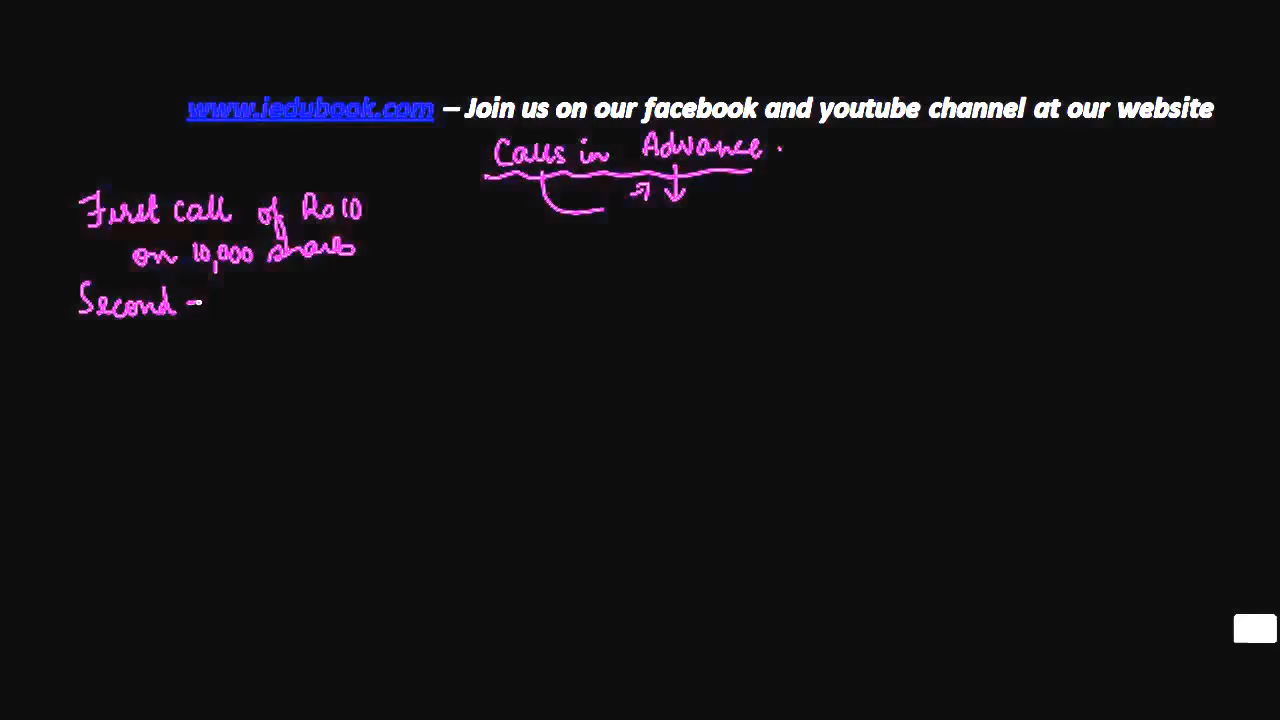 www.iedubook.com – Join us on our facebook and youtube channel at our website
Calls in Advance.
First call of Rs 10
on 10,000 shares
Second -